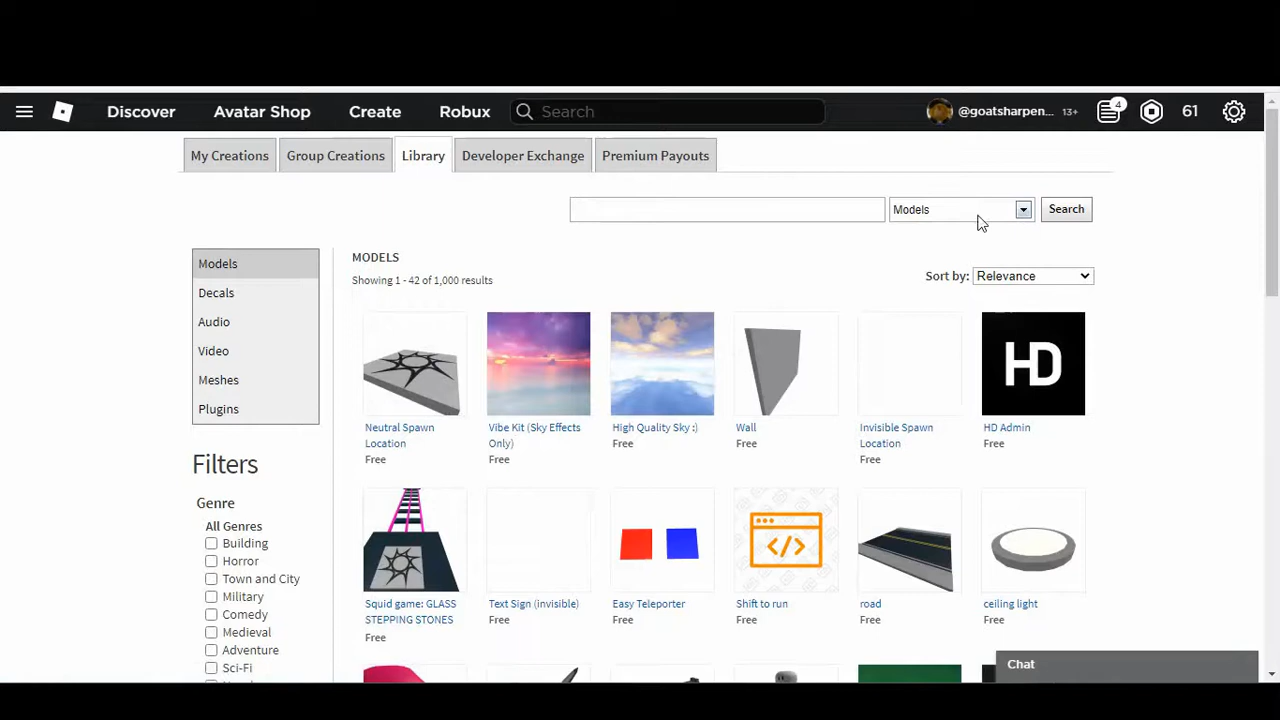 Discover
Avatar Shop
Create
Robux
Search
@goatsharpen...
13+
4
61
My Creations
Group Creations
Library
Developer Exchange
Premium Payouts
Models
Search
Models
Decals
Audio
Video
Meshes
Plugins
MODELS
Showing 1 - 42 of 1,000 results
Sort by:
Relevance
HD
Neutral Spawn
Location
Free
Vibe Kit (Sky Effects
Only)
Free
High Quality Sky :)
Free
Wall
Free
Invisible Spawn
Location
Free
HD Admin
Free
</>
Squid game: GLASS
STEPPING STONES
Free
Text Sign (invisible)
Free
Easy Teleporter
Free
Shift to run
Free
road
Free
ceiling light
Free
Filters
Genre
All Genres
Building
Horror
Town and City
Military
Comedy
Medieval
Adventure
Sci-Fi
Chat